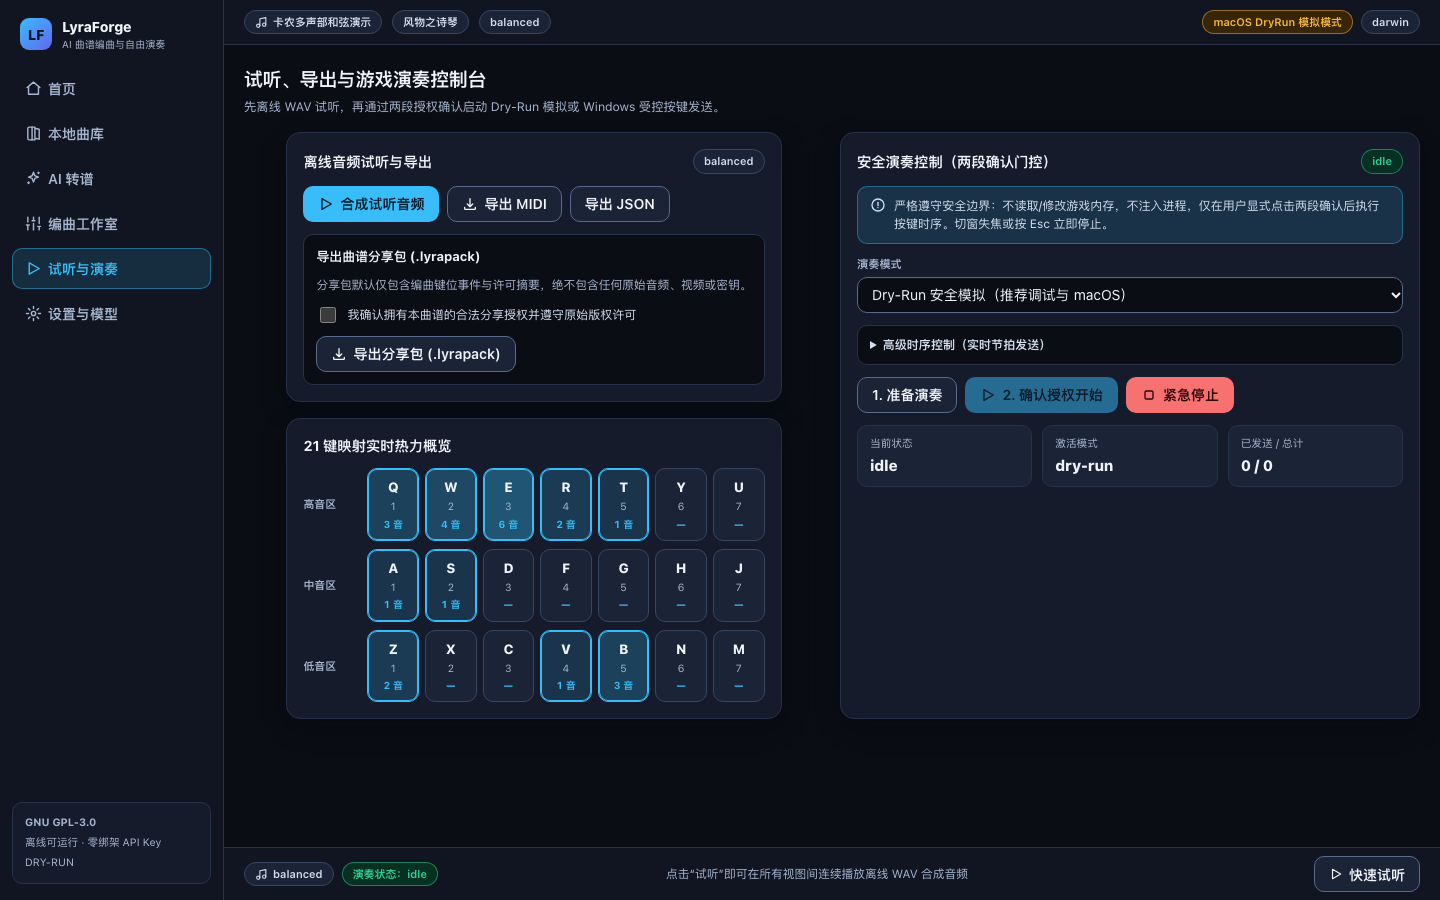 LF
LyraForge
AI 曲谱编曲与自由演奏
首页
本地曲库
AI 转谱
编曲工作室
试听与演奏
设置与模型
GNU GPL-3.0
离线可运行 · 零绑架 API Key
DRY-RUN
卡农多声部和弦演示
风物之诗琴
balanced
macOS DryRun 模拟模式
darwin
试听、导出与游戏演奏控制台
先离线 WAV 试听，再通过两段授权确认启动 Dry-Run 模拟或 Windows 受控按键发送。
离线音频试听与导出
balanced
合成试听音频
导出 MIDI
导出 JSON
导出曲谱分享包 (.lyrapack)
分享包默认仅包含编曲键位事件与许可摘要，绝不包含任何原始音频、视频或密钥。
我确认拥有本曲谱的合法分享授权并遵守原始版权许可
导出分享包 (.lyrapack)
21 键映射实时热力概览
高音区
Q W E R T Y U
1 2 3 4 5 6 7
3 音 4 音 6 音 2 音 1 音 — —
中音区
A S D F G H J
1 2 3 4 5 6 7
1 音 1 音 — — — — —
低音区
Z X C V B N M
1 2 3 4 5 6 7
2 音 — — 1 音 3 音 — —
安全演奏控制（两段确认门控）
idle
严格遵守安全边界：不读取/修改游戏内存，不注入进程，仅在用户显式点击两段确认后执行
按键时序。切窗失焦或按 Esc 立即停止。
演奏模式
Dry-Run 安全模拟（推荐调试与 macOS）
高级时序控制（实时节拍发送）
1. 准备演奏
2. 确认授权开始
紧急停止
当前状态
idle
激活模式
dry-run
已发送 / 总计
0 / 0
balanced
演奏状态：idle
点击“试听”即可在所有视图间连续播放离线 WAV 合成音频
快速试听